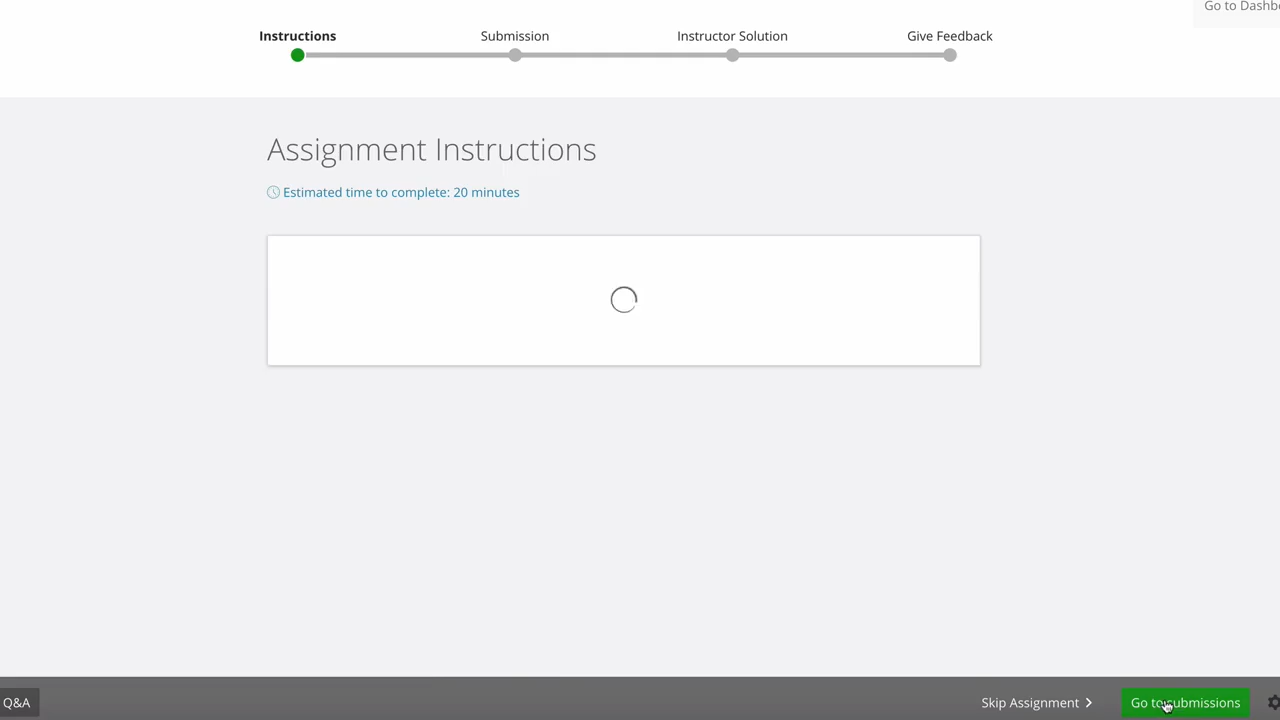 Go to Dashb
Instructions
Submission
Instructor Solution
Give Feedback
Assignment Instructions
Estimated time to complete: 20 minutes
Q&A
Skip Assignment
Go to submissions